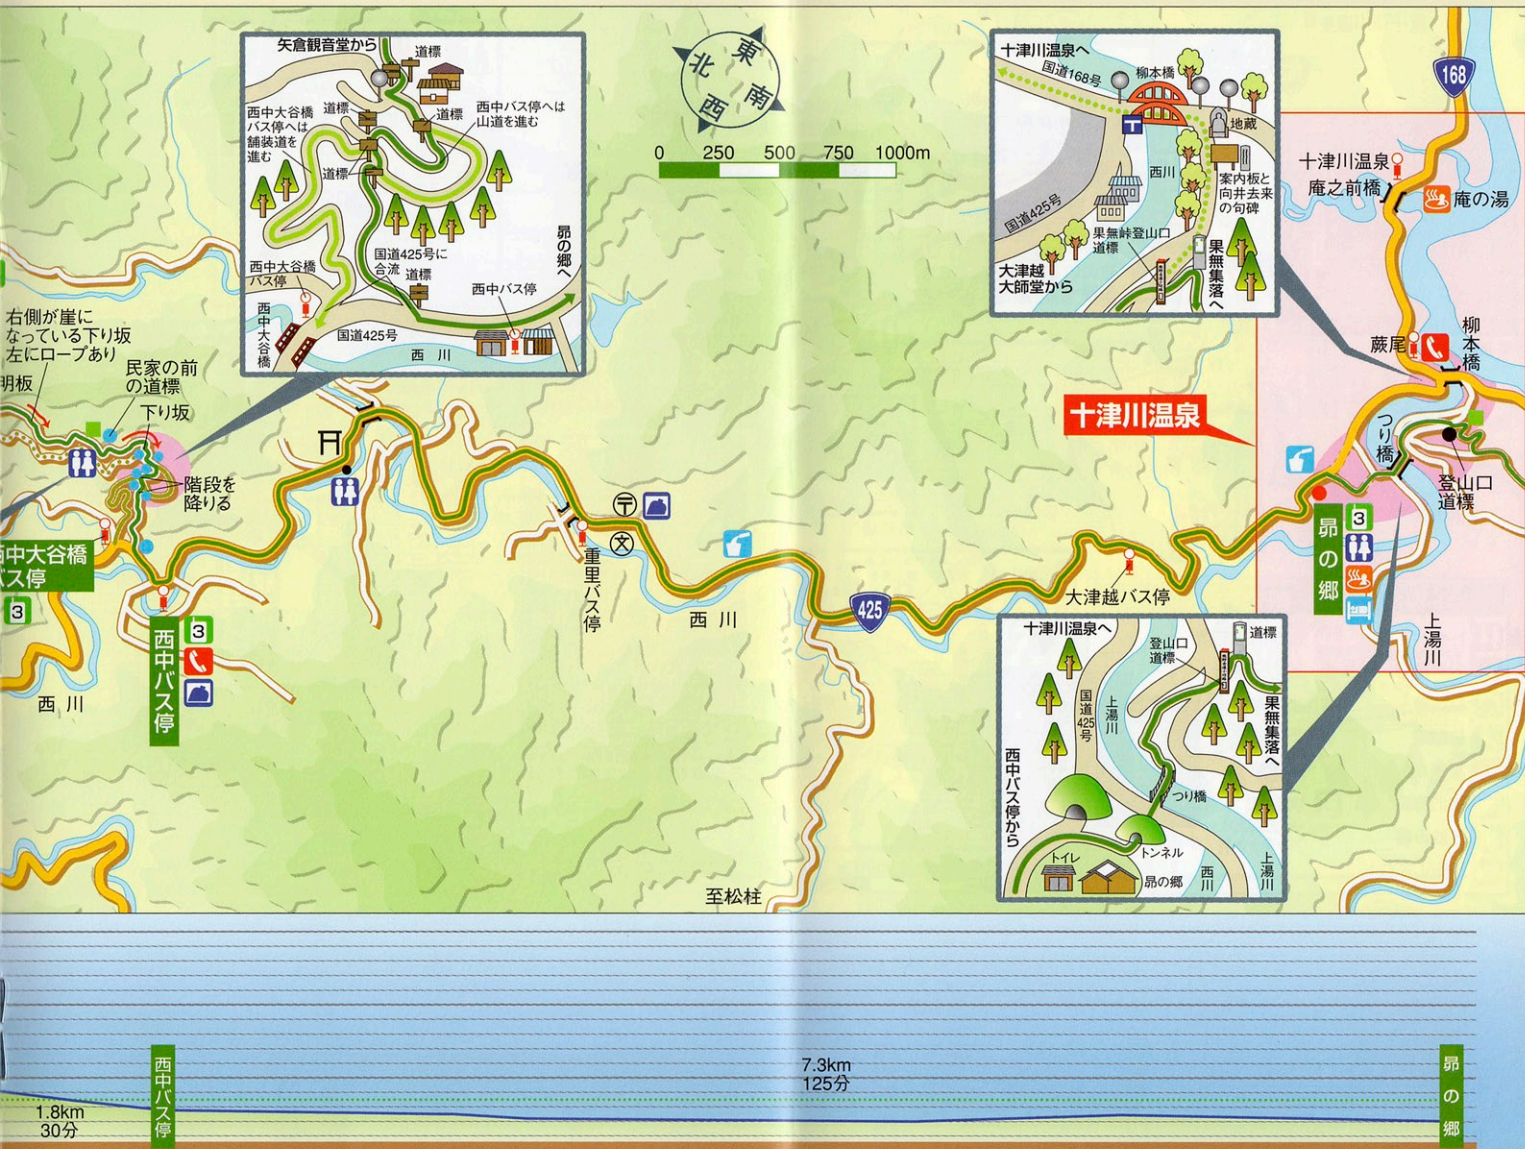 矢倉観音堂から
道標
西中大谷橋
バス停へは
舗装道を
進む
道標
道標
西中バス停へは
山道を進む
道標
国道425号に
合流
道標
昴の郷へ
西中大谷橋
バス停
西中バス停
西中大谷橋
国道425号
西川
東
北
南
西
0 250 500 750 1000m
十津川温泉へ
国道168号
柳本橋
地蔵
西川
案内板と
向井去来
の句碑
国道425号
果無峠登山口
道標
果無集落へ
大津越
大師堂から
168
十津川温泉
庵之前橋
庵の湯
蕨尾
柳本橋
十津川温泉
つり橋
登山口
道標
昴の郷
3
上湯川
右側が崖に
なっている下り坂
左にロープあり
明板
民家の前
の道標
下り坂
階段を
降りる
西中大谷橋
バス停
3
西中バス停
3
西川
文
重里バス停
西川
425
大津越バス停
至松柱
十津川温泉へ
登山口
道標
道標
国道425号
上湯川
果無集落へ
西中バス停から
つり橋
トイレ
トンネル
昴の郷
西川
上湯川
西中バス停
1.8km
30分
7.3km
125分
昴の郷